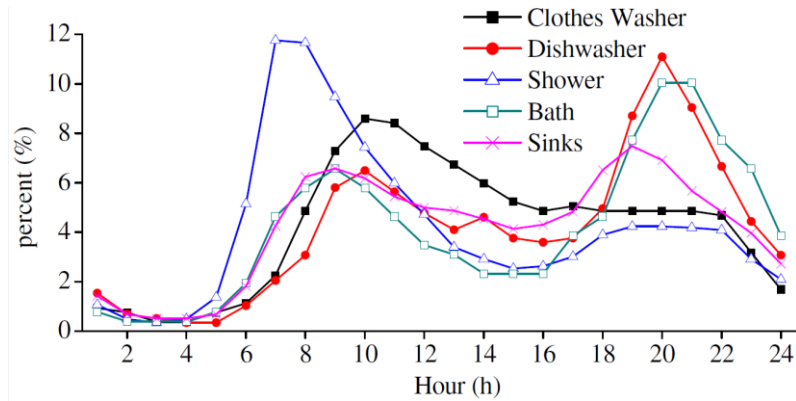 Clothes Washer
Dishwasher
Shower
Bath
Sinks
percent (%)
12
10
8
6
4
2
0
2 4 6 8 10 12 14 16 18 20 22 24
Hour (h)